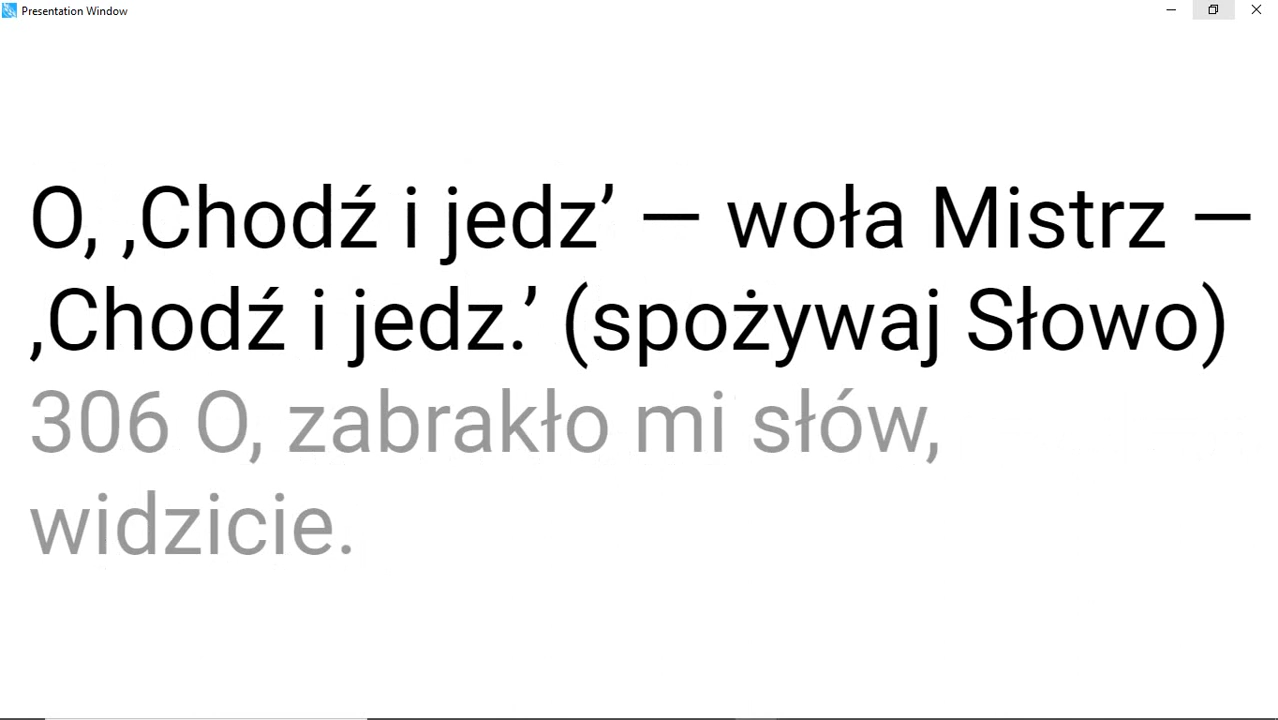 Presentation Window
O, ‚Chodź i jedz’ — woła Mistrz —
‚Chodź i jedz.’ (spożywaj Słowo)
306 O, zabrakło mi słów,
widzicie.